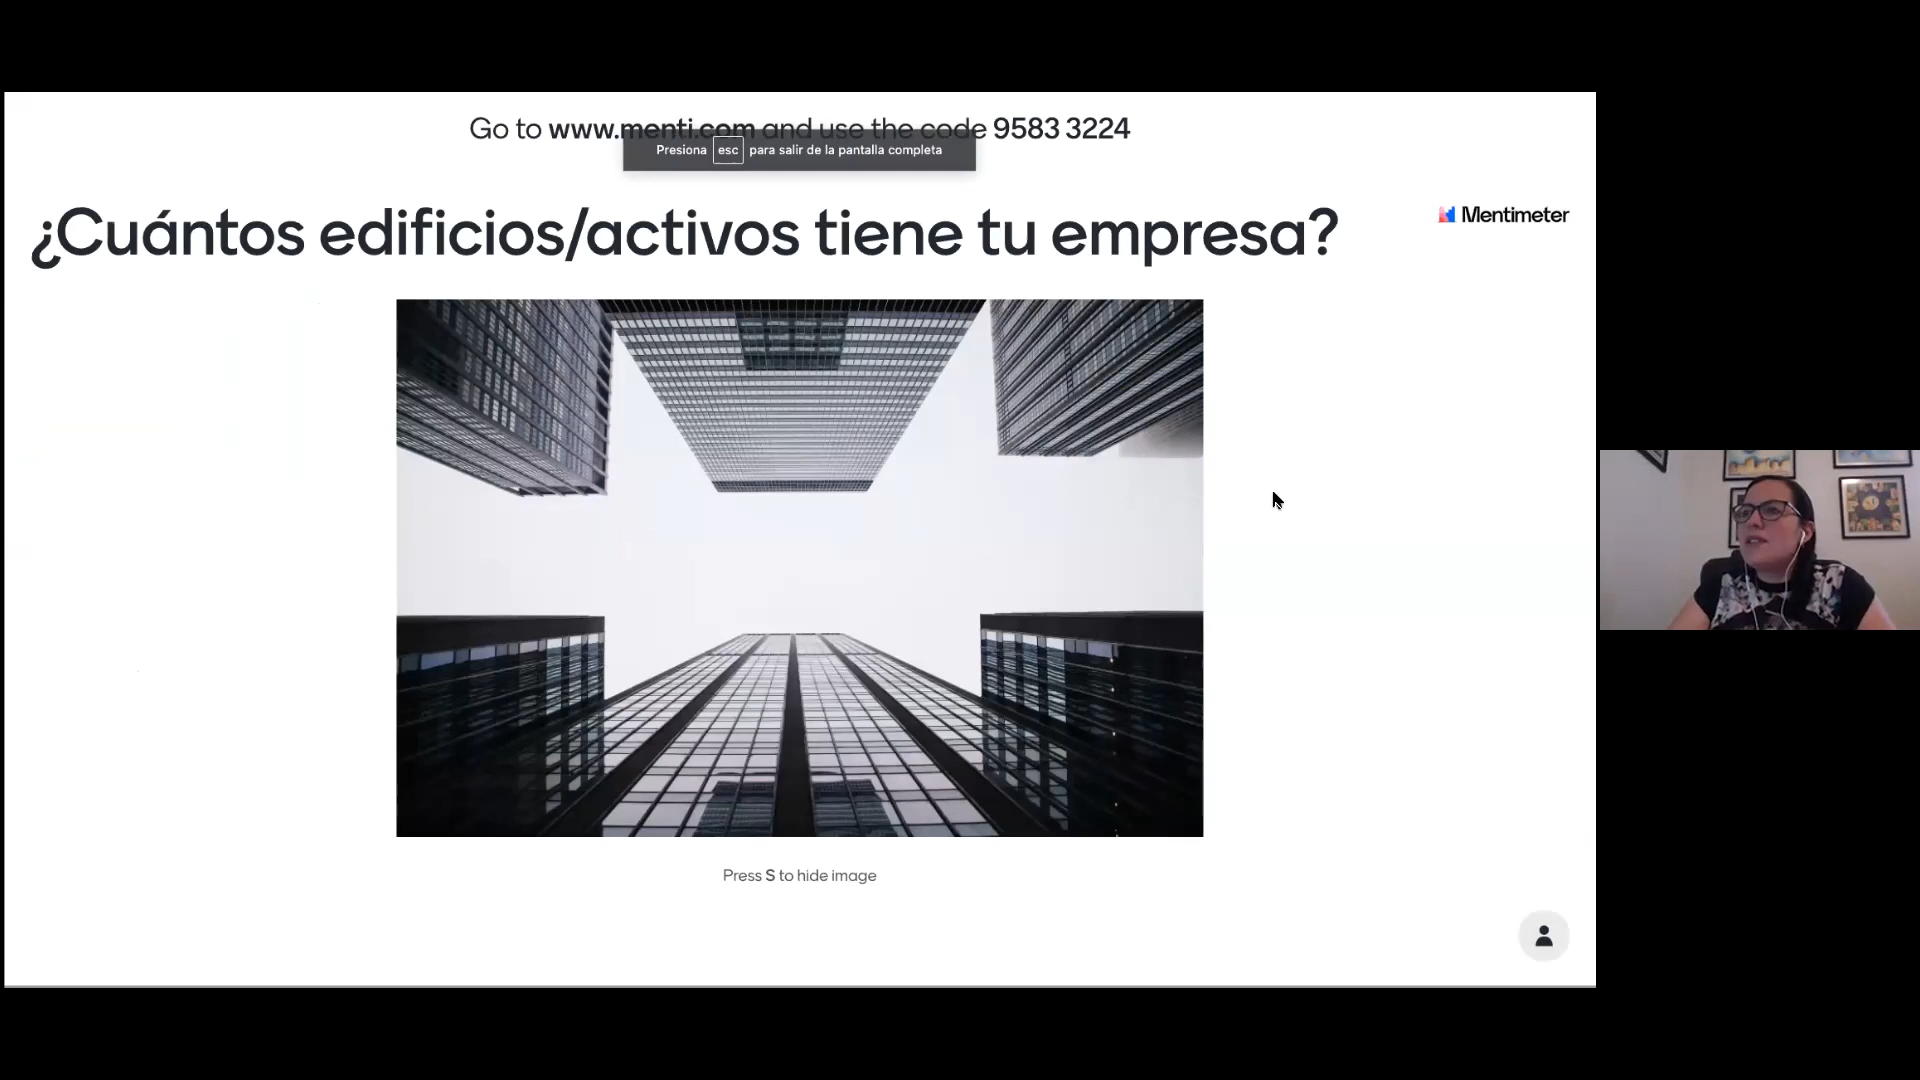 Go to www.menti.com and use the code 9583 3224
Presiona esc para salir de la pantalla completa
¿Cuántos edificios/activos tiene tu empresa?
Mentimeter
Press S to hide image